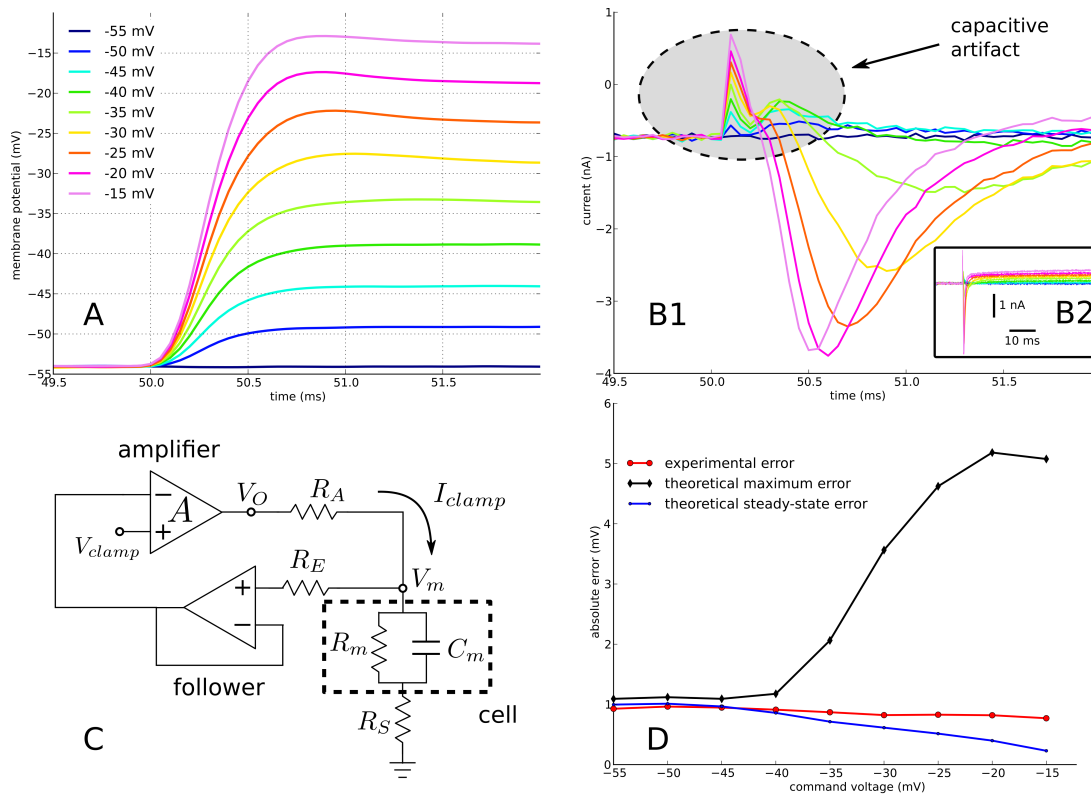 -55 mV
-50 mV
-45 mV
-40 mV
-35 mV
-30 mV
-25 mV
-20 mV
-15 mV
membrane potential (mV)
−15
−20
−25
−30
−35
−40
−45
−50
−55
49.5
50.0
50.5
51.0
51.5
time (ms)
A
capacitive
artifact
current (nA)
1
0
−1
−2
−3
−4
49.5
50.0
50.5
51.0
51.5
time (ms)
B1
1 nA
10 ms
B2
amplifier
A
−
+
V_clamp
V_O
R_A
I_clamp
R_E
V_m
+
−
R_m
C_m
follower
cell
R_S
C
experimental error
theoretical maximum error
theoretical steady-state error
absolute error (mV)
6
5
4
3
2
1
0
−55
−50
−45
−40
−35
−30
−25
−20
−15
command voltage (mV)
D